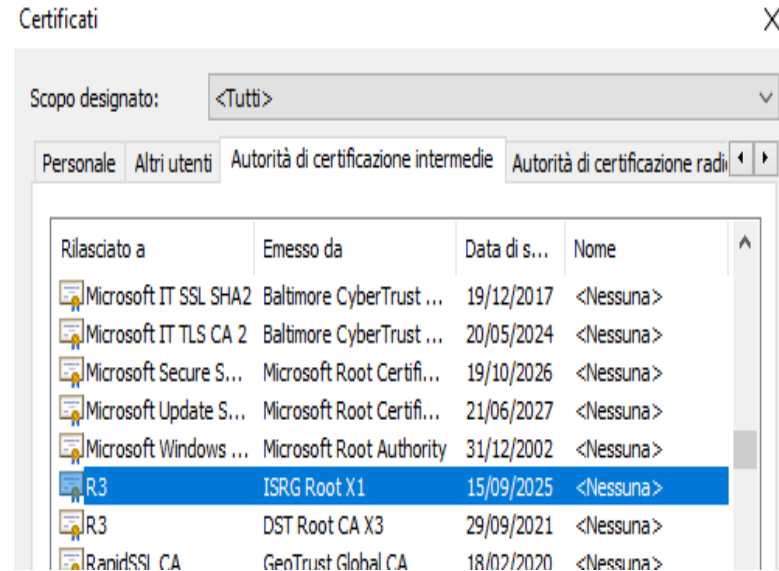 Certificati
Scopo designato: <Tutti>
Personale Altri utenti Autorità di certificazione intermedie Autorità di certificazione radi
Rilasciato a Emesso da Data di s... Nome
Microsoft IT SSL SHA2 Baltimore CyberTrust ... 19/12/2017 <Nessuna>
Microsoft IT TLS CA 2 Baltimore CyberTrust ... 20/05/2024 <Nessuna>
Microsoft Secure S... Microsoft Root Certifi... 19/10/2026 <Nessuna>
Microsoft Update S... Microsoft Root Certifi... 21/06/2027 <Nessuna>
Microsoft Windows ... Microsoft Root Authority 31/12/2002 <Nessuna>
R3 ISRG Root X1 15/09/2025 <Nessuna>
R3 DST Root CA X3 29/09/2021 <Nessuna>
RapidSSL CA GeoTrust Global CA 18/02/2020 <Nessuna>